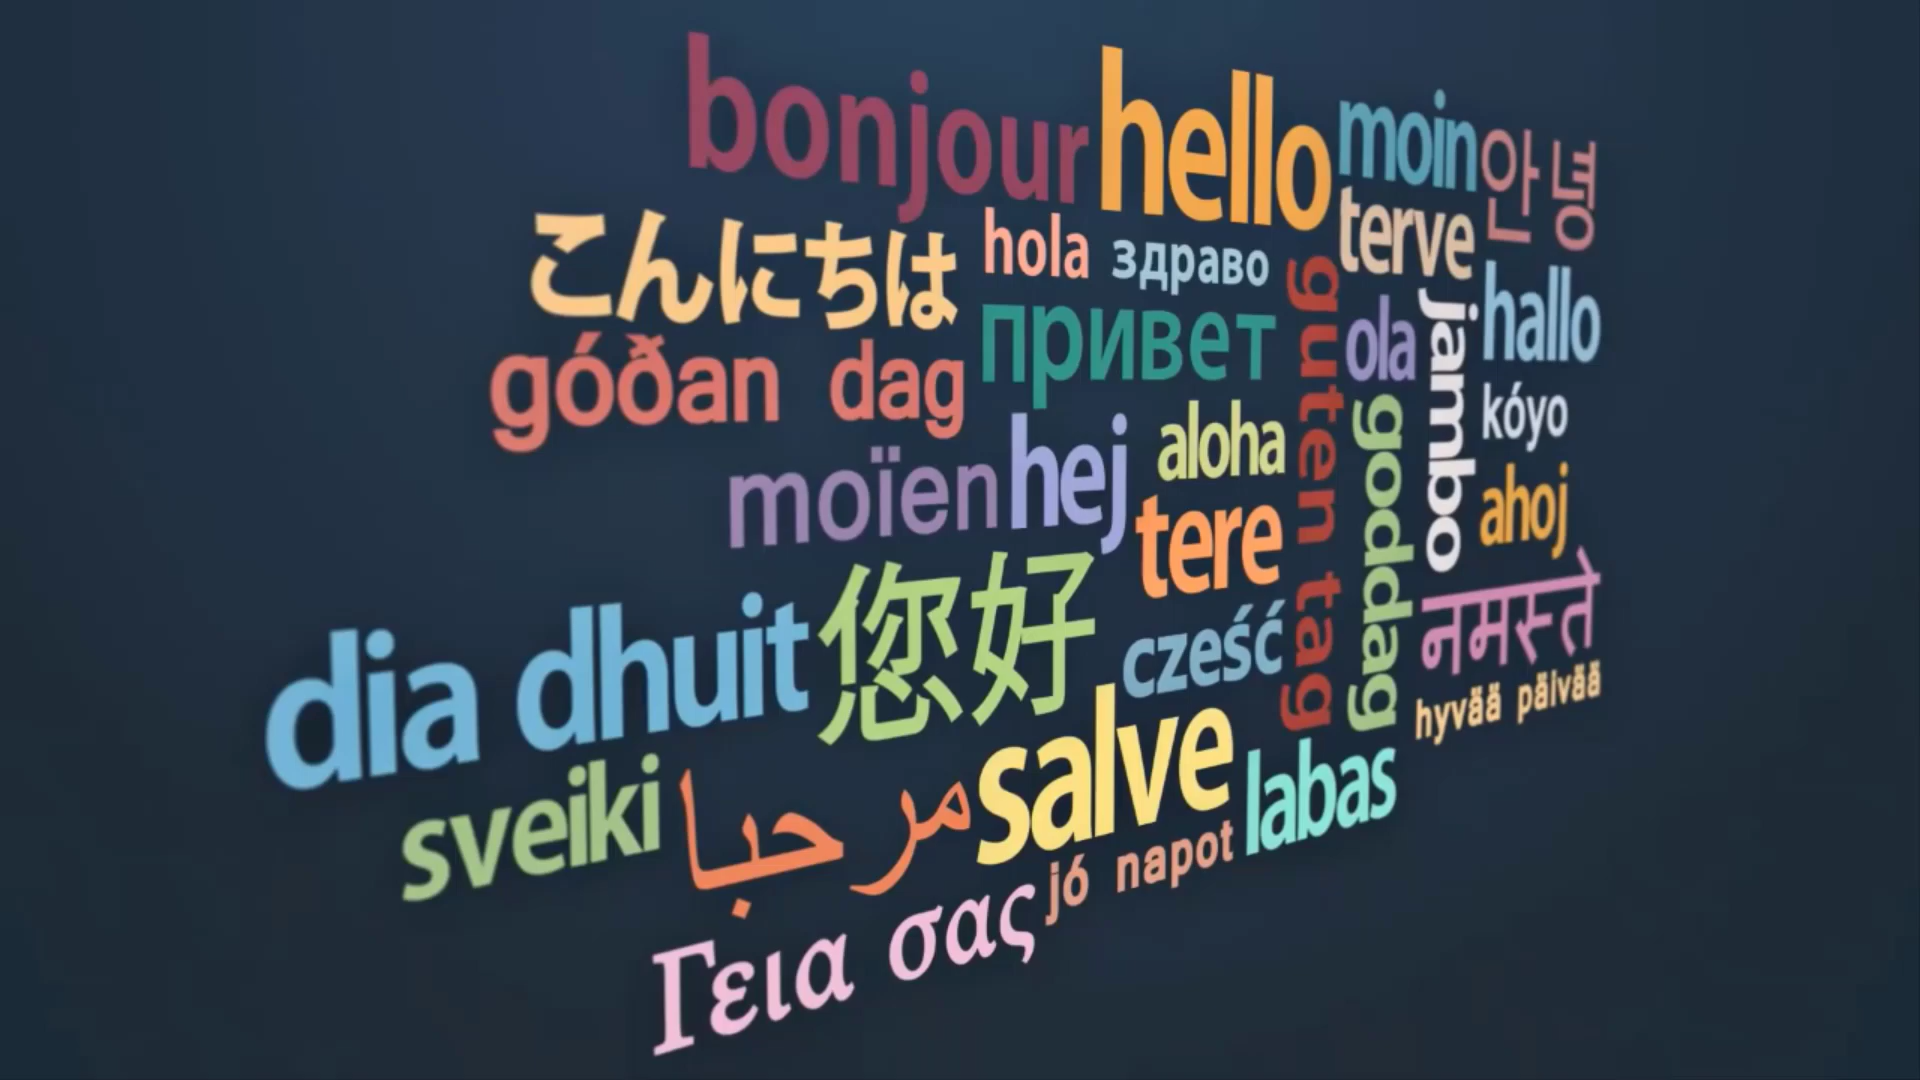 bonjour
hello
moin
안녕
こんにちは
hola
здраво
terve
góðan dag
привет
guten tag
ola
jambo
hallo
kóyo
moïen
hej
aloha
goddag
ahoj
tere
dia dhuit
您好
cześć
नमस्ते
hyvää päivää
sveiki
مرحبا
salve
labas
jó napot
Γεια σας